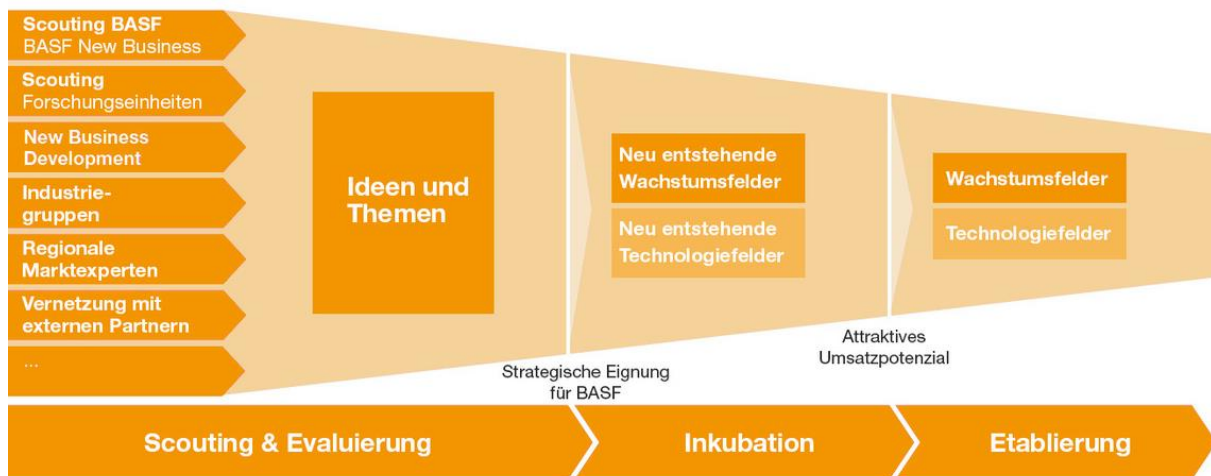 Scouting BASF
BASF New Business
Scouting
Forschungseinheiten
New Business
Development
Industrie-
gruppen
Regionale
Marktexperten
Vernetzung mit
externen Partnern
...
Ideen und
Themen
Neu entstehende
Wachstumsfelder
Neu entstehende
Technologiefelder
Wachstumsfelder
Technologiefelder
Strategische Eignung
für BASF
Attraktives
Umsatzpotenzial
Scouting & Evaluierung
Inkubation
Etablierung